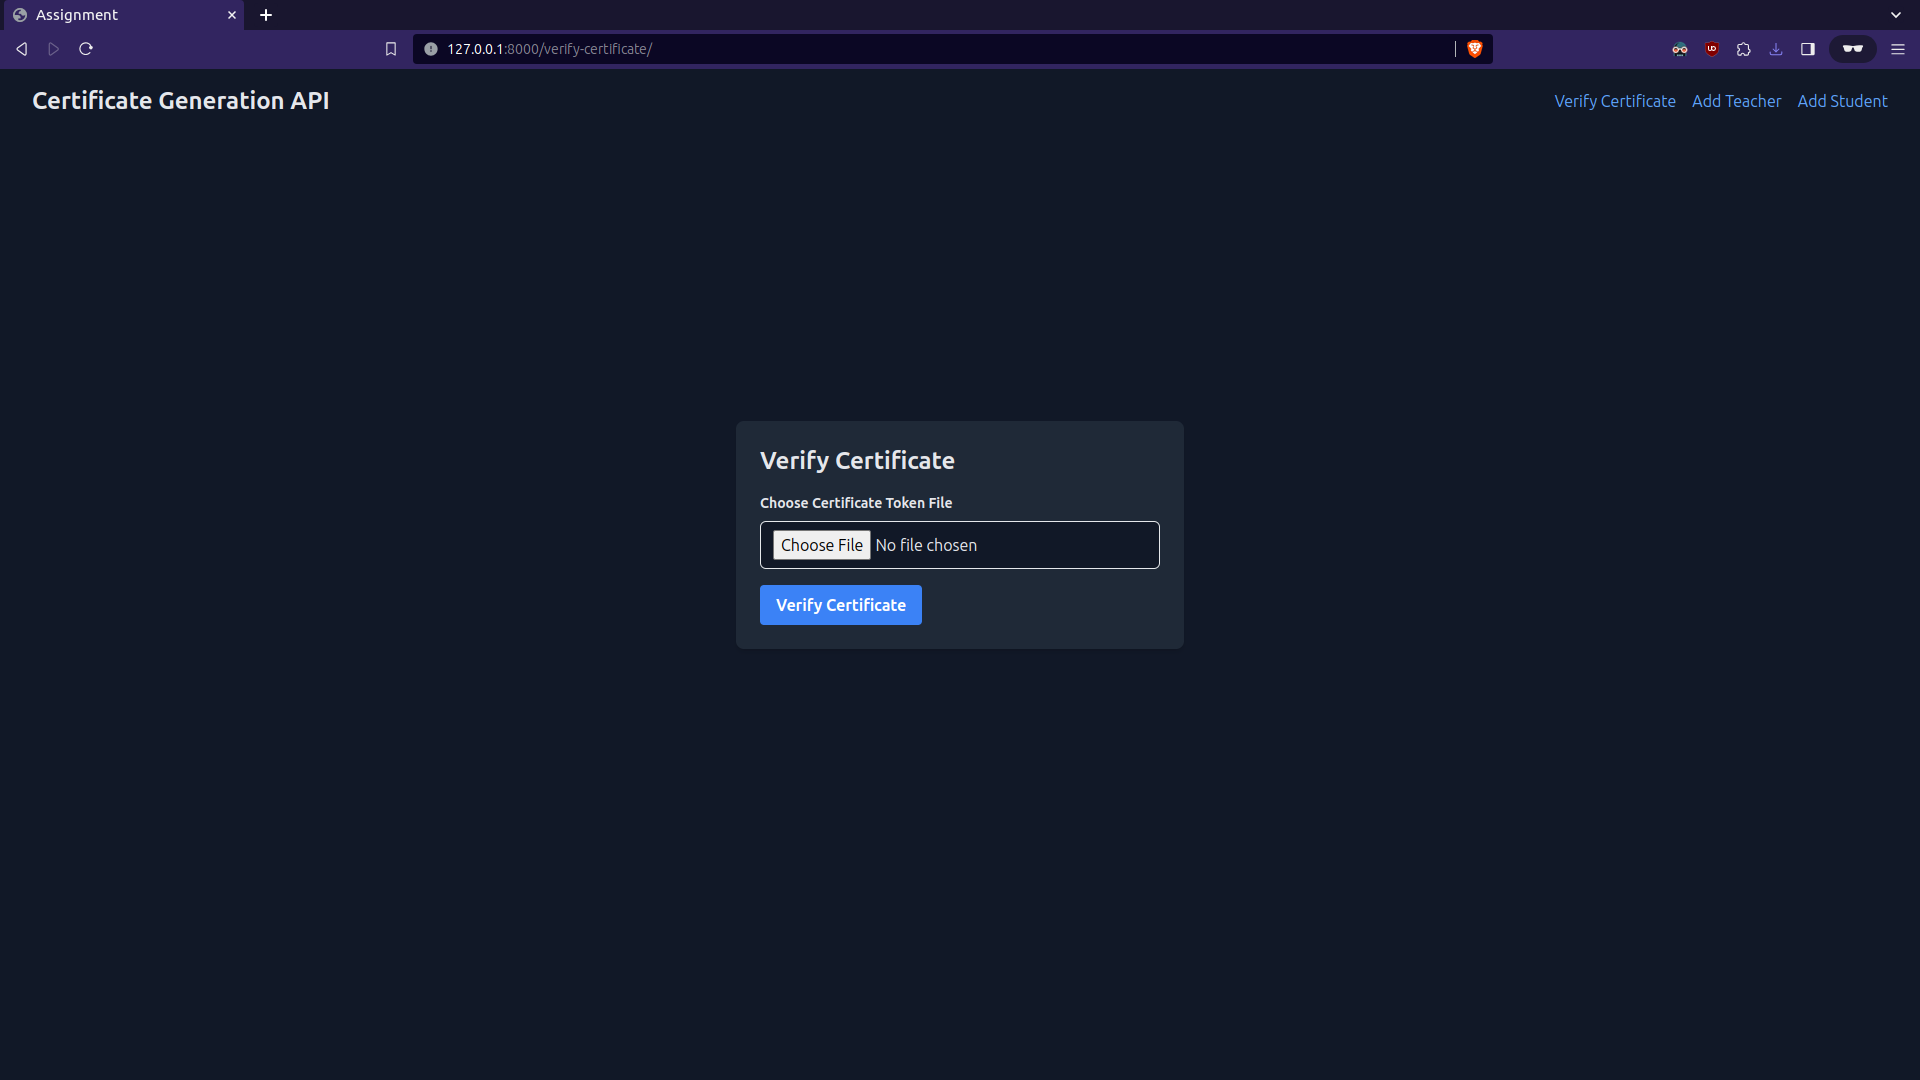 Assignment
127.0.0.1:8000/verify-certificate/
Certificate Generation API
Verify Certificate Add Teacher Add Student
Verify Certificate
Choose Certificate Token File
Choose File No file chosen
Verify Certificate